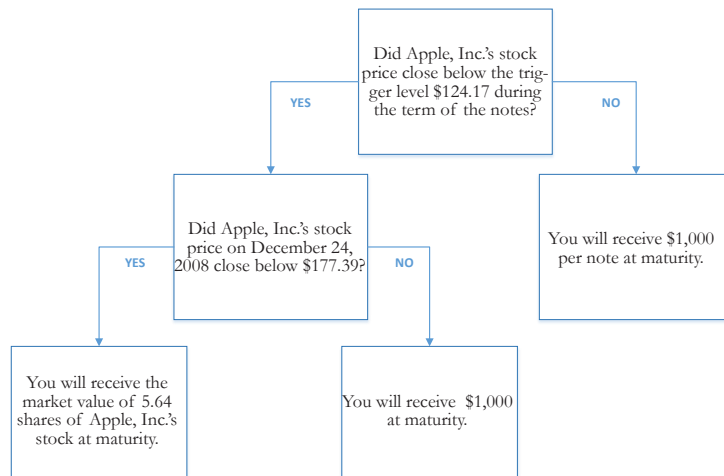 Did Apple, Inc.'s stock
price close below the trig-
ger level $124.17 during
the term of the notes?
YES
NO
Did Apple, Inc.'s stock
price on December 24,
2008 close below $177.39?
You will receive $1,000
per note at maturity.
YES
NO
You will receive the
market value of 5.64
shares of Apple, Inc.'s
stock at maturity.
You will receive $1,000
at maturity.